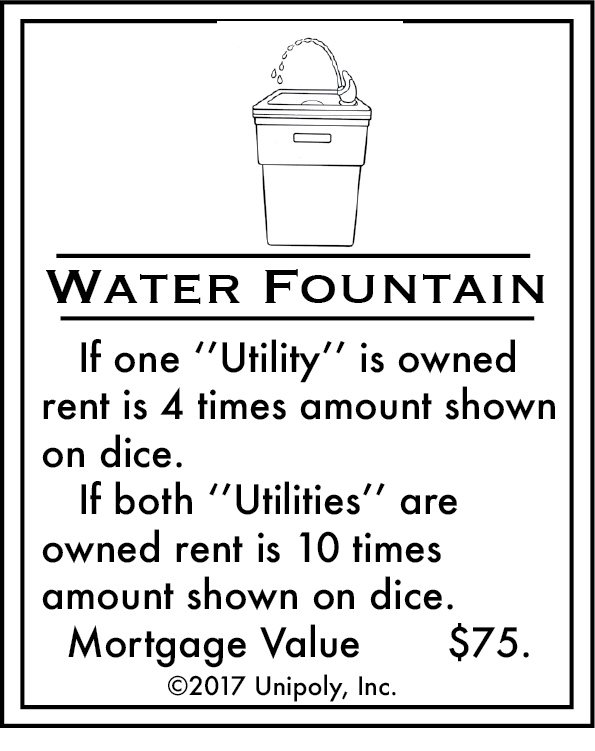 WATER FOUNTAIN
If one ‘‘Utility’’ is owned
rent is 4 times amount shown
on dice.
If both ‘‘Utilities’’ are
owned rent is 10 times
amount shown on dice.
Mortgage Value $75.
©2017 Unipoly, Inc.